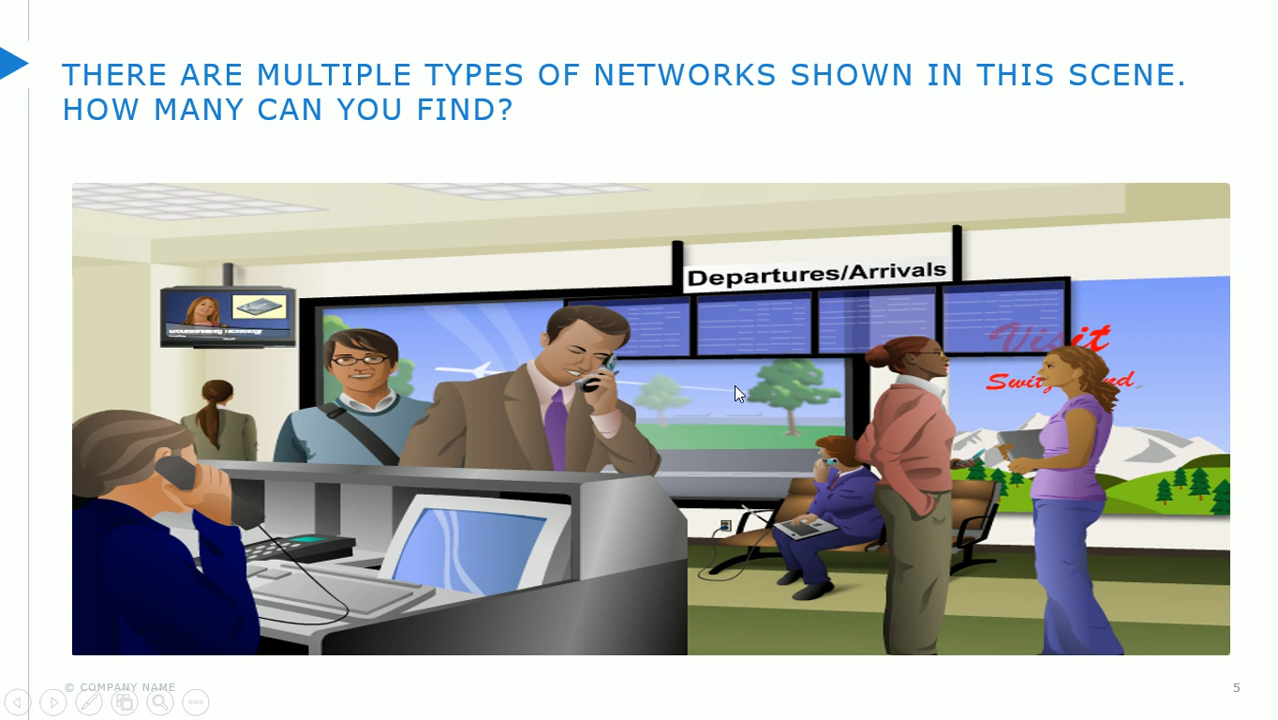 THERE ARE MULTIPLE TYPES OF NETWORKS SHOWN IN THIS SCENE.
HOW MANY CAN YOU FIND?
Departures/Arrivals
Visit
© COMPANY NAME
5